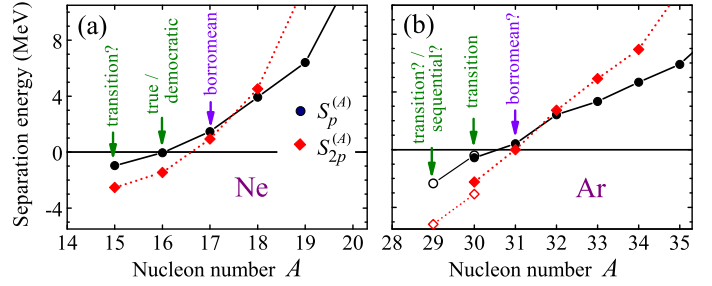 (a)
(b)
Separation energy (MeV)
8
4
0
-4
transition?
true /
democratic
borromean
S_p^(A)
S_2p^(A)
Ne
14 15 16 17 18 19 20
Nucleon number A
transition? /
sequential?
transition
borromean?
Ar
28 29 30 31 32 33 34 35
Nucleon number A